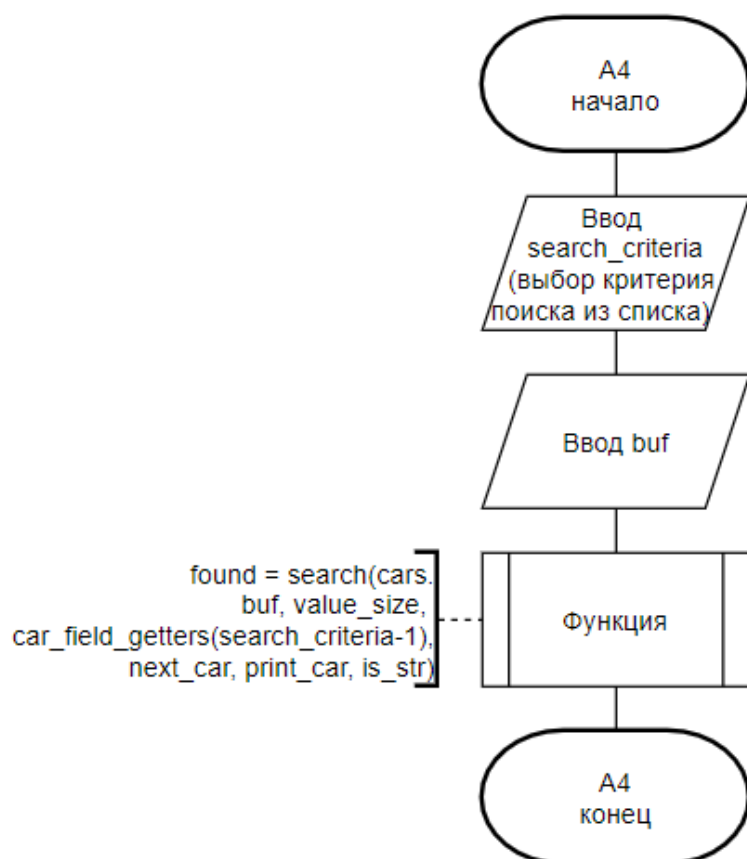 А4
начало
Ввод
search_criteria
(выбор критерия
поиска из списка)
Ввод buf
found = search(cars.
buf, value_size,
car_field_getters(search_criteria-1),
next_car, print_car, is_str)
Функция
А4
конец